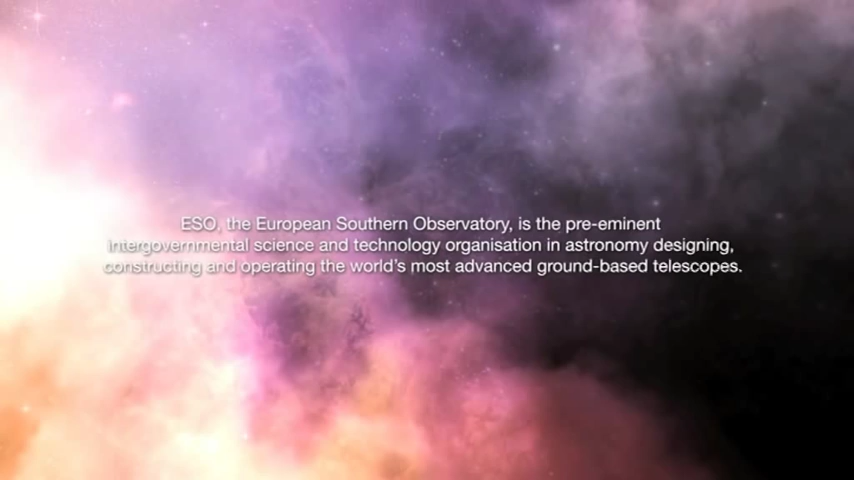 ESO, the European Southern Observatory, is the pre-eminent
intergovernmental science and technology organisation in astronomy designing,
constructing and operating the world's most advanced ground-based telescopes.